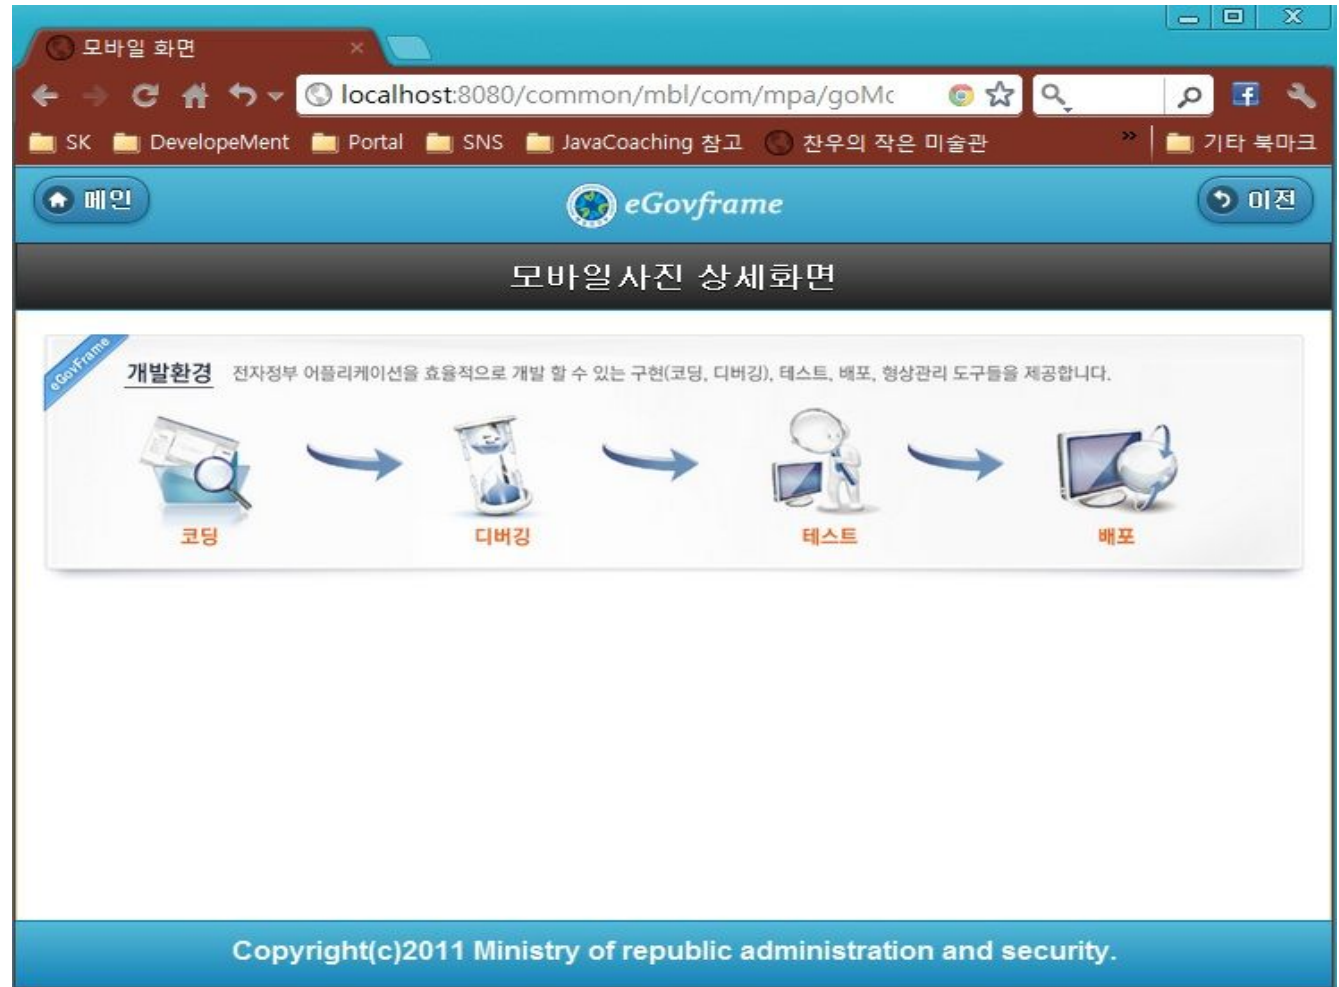 모바일 화면
localhost:8080/common/mbl/com/mpa/goMc
SK DevelopeMent Portal SNS JavaCoaching 참고 찬우의 작은 미술관 » 기타 북마크
메인 eGovframe 이전
모바일사진 상세화면
eGovFrame
개발환경 전자정부 어플리케이션을 효율적으로 개발 할 수 있는 구현(코딩, 디버깅), 테스트, 배포, 형상관리 도구들을 제공합니다.
코딩 디버깅 테스트 배포
Copyright(c)2011 Ministry of republic administration and security.